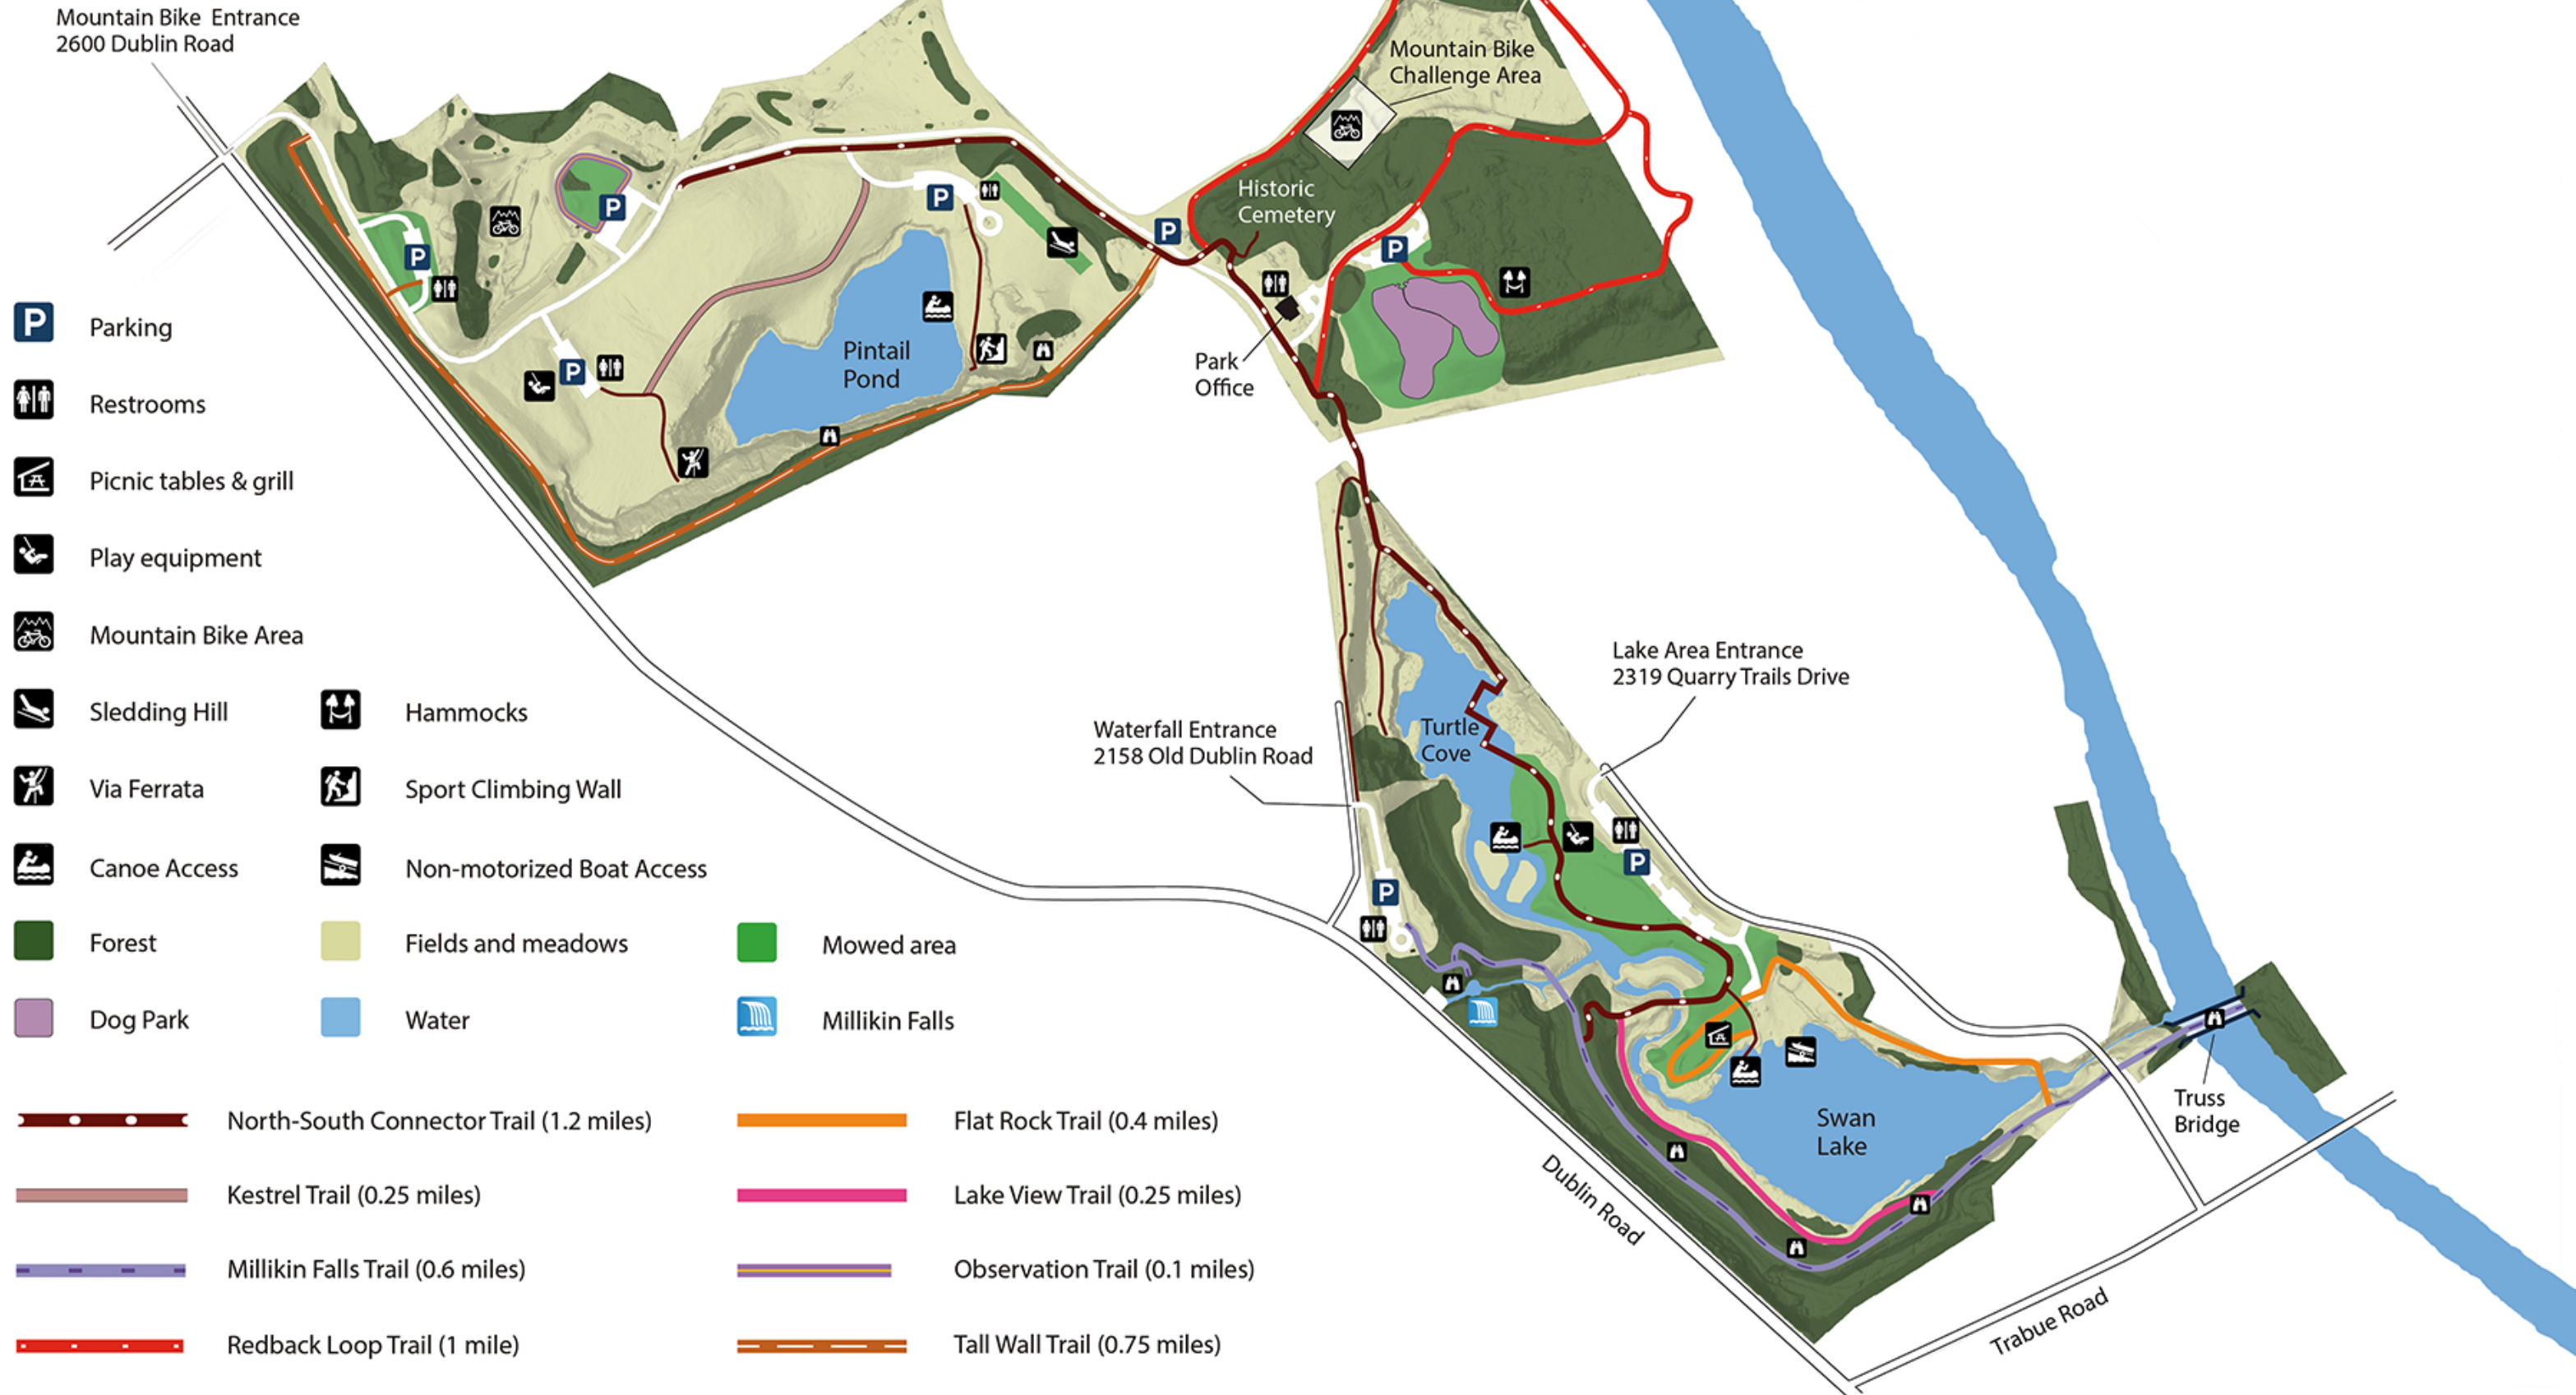 Mountain Bike Entrance
2600 Dublin Road
Mountain Bike
Challenge Area
Historic
Cemetery
P
P
P
P
P
P
Pintail
Pond
P
Park
Office
P Parking
Restrooms
Picnic tables & grill
Play equipment
Mountain Bike Area
Sledding Hill
Hammocks
Via Ferrata
Sport Climbing Wall
Canoe Access
Non-motorized Boat Access
Forest
Fields and meadows
Mowed area
Dog Park
Water
Millikin Falls
Lake Area Entrance
2319 Quarry Trails Drive
Waterfall Entrance
2158 Old Dublin Road
Turtle
Cove
P
P
Swan
Lake
Truss
Bridge
Dublin Road
Trabue Road
North-South Connector Trail (1.2 miles)
Flat Rock Trail (0.4 miles)
Kestrel Trail (0.25 miles)
Lake View Trail (0.25 miles)
Millikin Falls Trail (0.6 miles)
Observation Trail (0.1 miles)
Redback Loop Trail (1 mile)
Tall Wall Trail (0.75 miles)